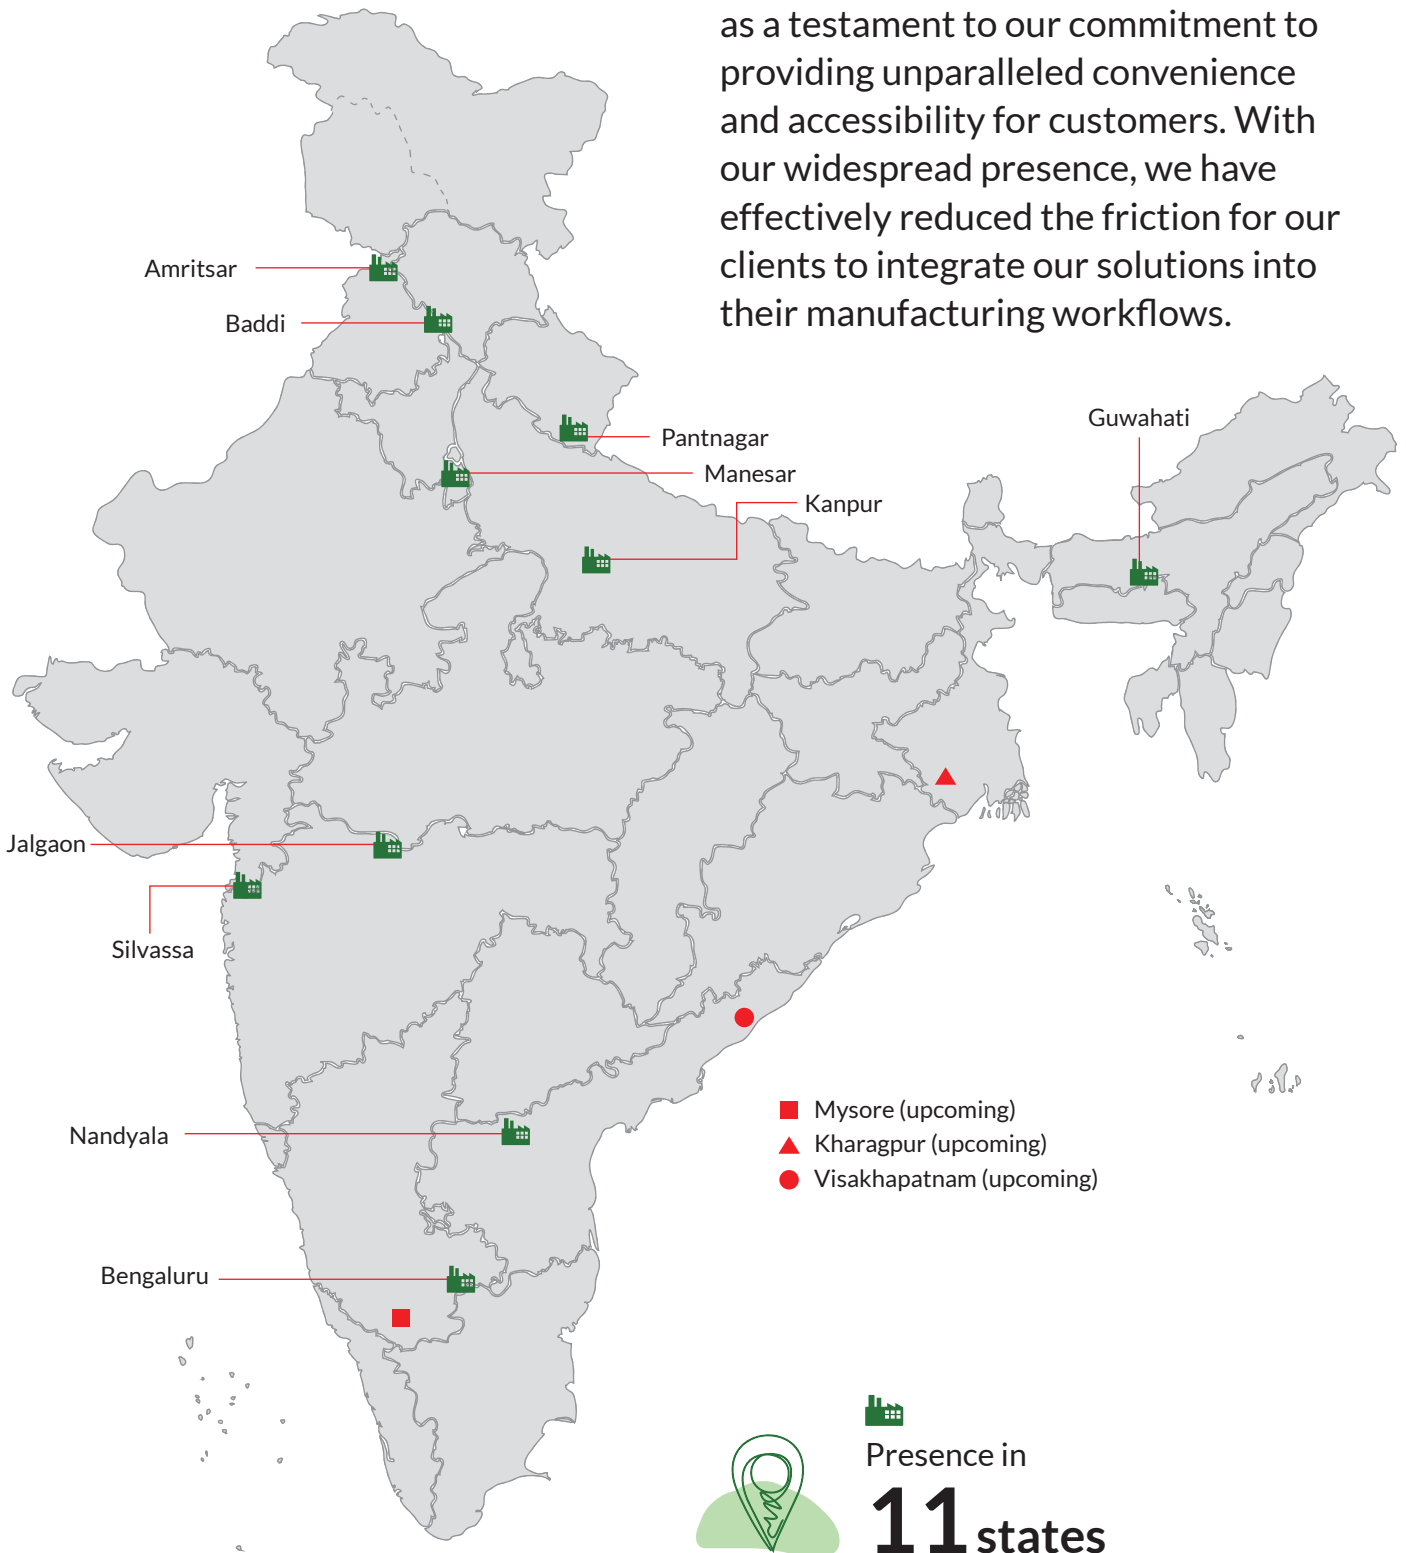 as a testament to our commitment to
providing unparalleled convenience
and accessibility for customers. With
our widespread presence, we have
effectively reduced the friction for our
clients to integrate our solutions into
their manufacturing workflows.
Amritsar
Baddi
Guwahati
Pantnagar
Manesar
Kanpur
Jalgaon
Silvassa
Mysore (upcoming)
Kharagpur (upcoming)
Visakhapatnam (upcoming)
Nandyala
Bengaluru
Presence in
11 states